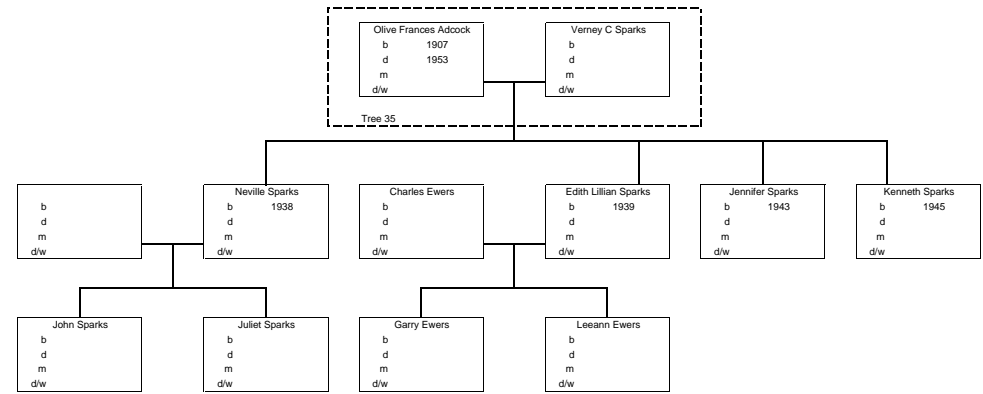 Olive Frances Adcock
b 1907
d 1953
m
d/w
Verney C Sparks
b
d
m
d/w
Tree 35
b
d
m
d/w
Neville Sparks
b 1938
d
m
d/w
Charles Ewers
b
d
m
d/w
Edith Lillian Sparks
b 1939
d
m
d/w
Jennifer Sparks
b 1943
d
m
d/w
Kenneth Sparks
b 1945
d
m
d/w
John Sparks
b
d
m
d/w
Juliet Sparks
b
d
m
d/w
Garry Ewers
b
d
m
d/w
Leeann Ewers
b
d
m
d/w